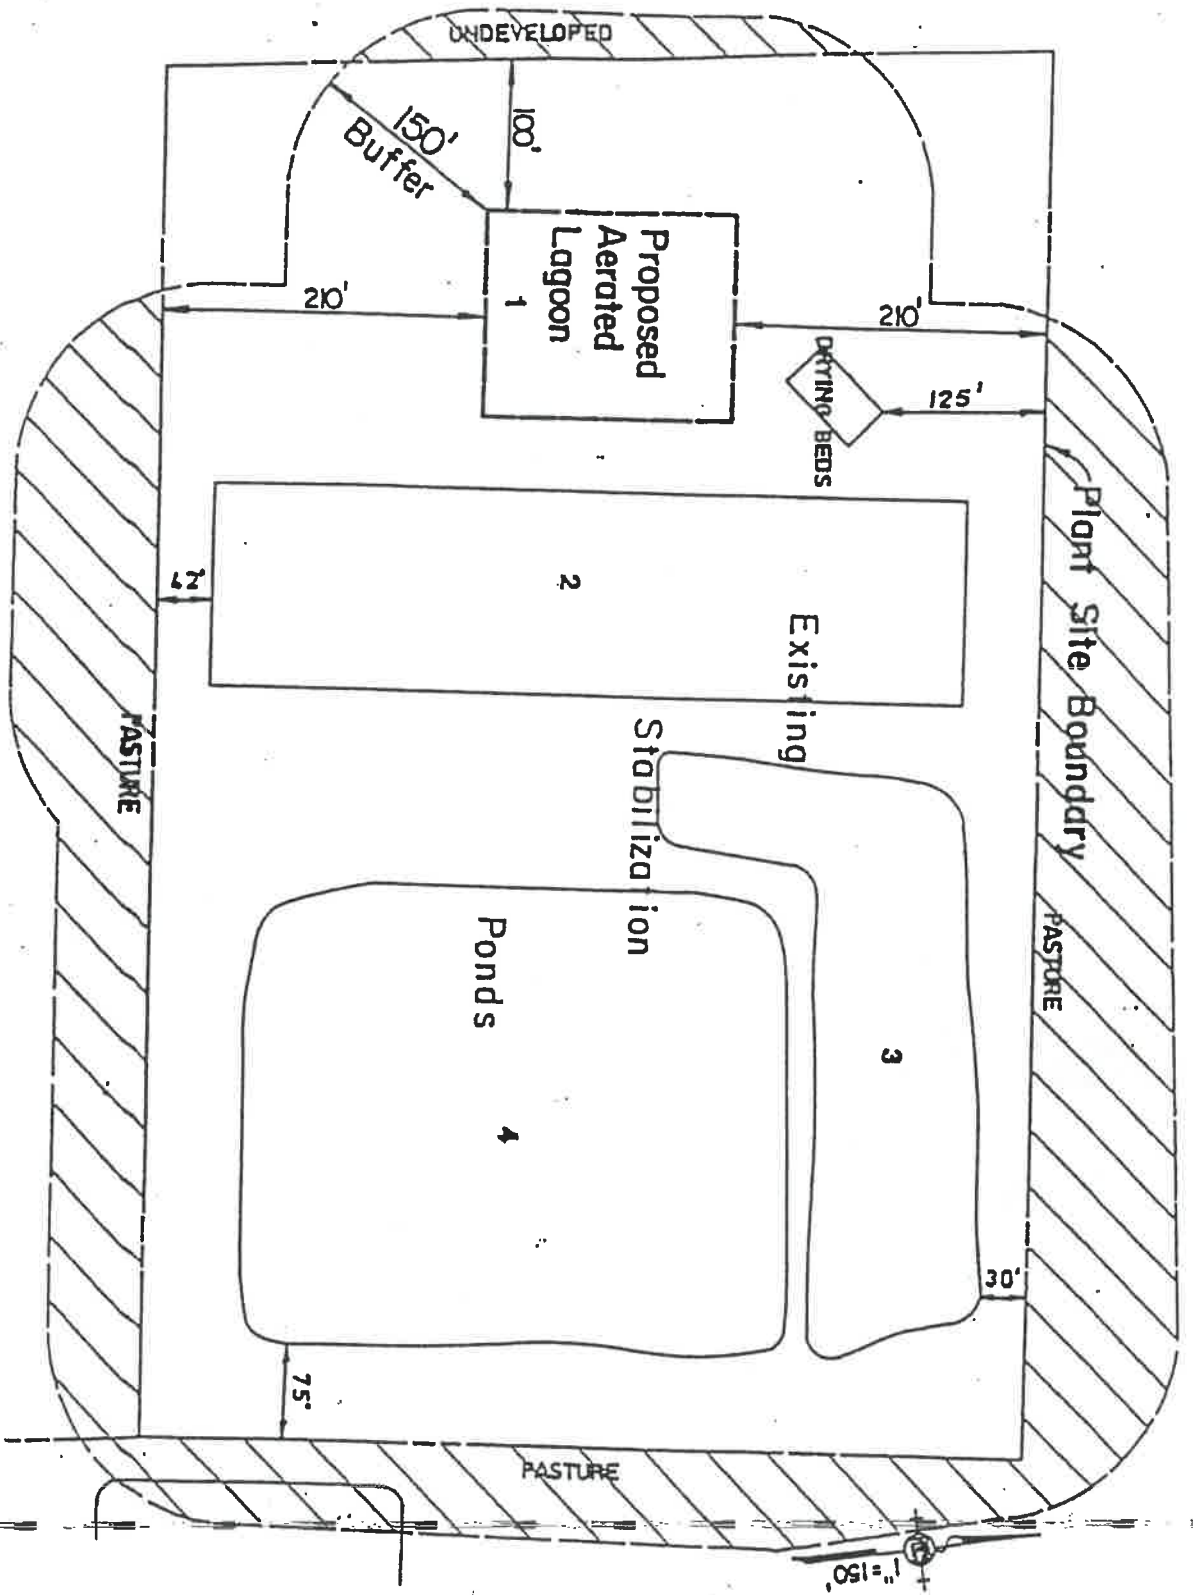 UNDEVELOPED
100'
150'
Buffer
Proposed
Aerated
Lagoon
1
210'
210'
DRYING BEDS
125'
Plant Site Boundary
2
42'
Existing
Stabilization
Ponds
PASTURE
PASTURE
3
4
30'
75'
PASTURE
1"=150'